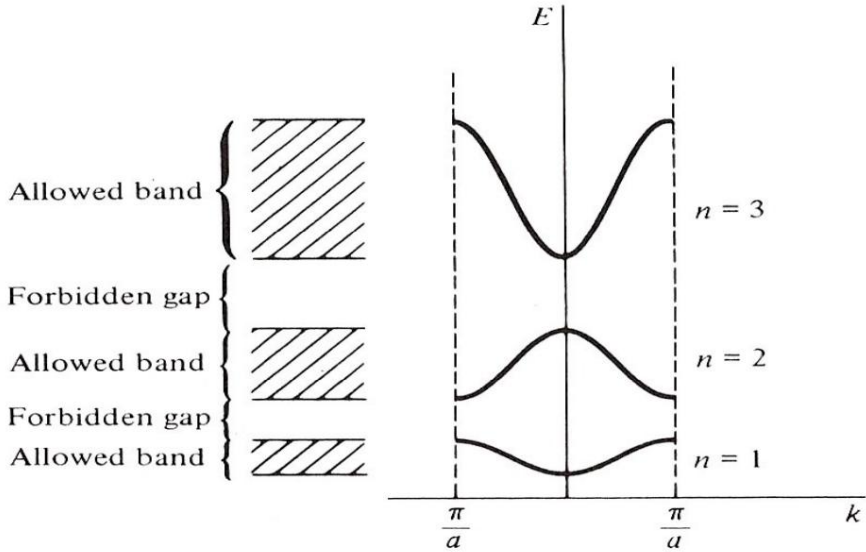 E
Allowed band
n = 3
Forbidden gap
Allowed band
n = 2
Forbidden gap
Allowed band
n = 1
π/a
π/a
k